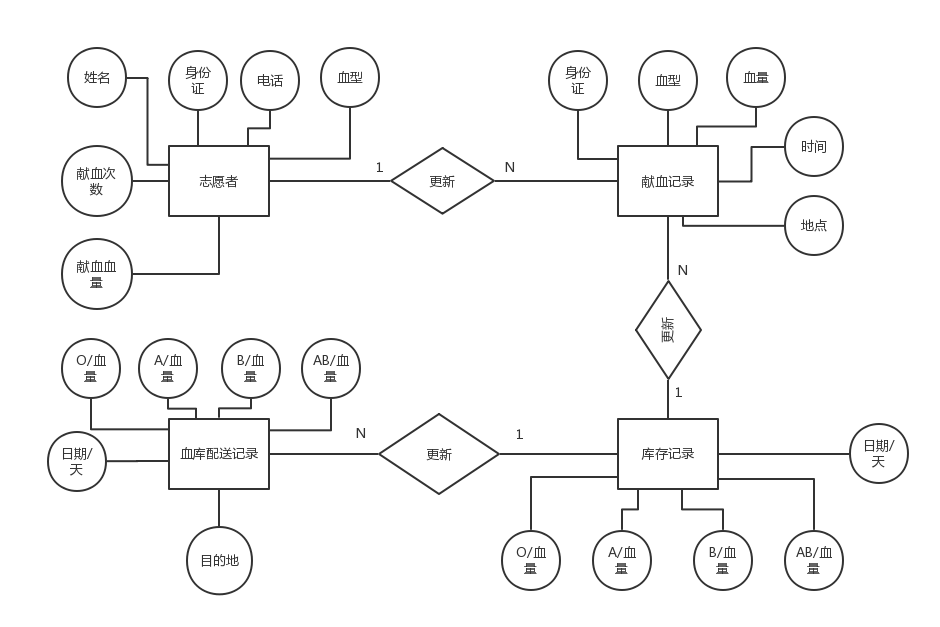 姓名
身份
证
电话
血型
身份
证
血型
血量
时间
献血次
数
志愿者
1
更新
N
献血记录
地点
献血血
量
N
更新
1
O/血
量
A/血
量
B/血
量
AB/血
量
日期/
天
血库配送记录
N
更新
1
库存记录
日期/
天
目的地
O/血
量
A/血
量
B/血
量
AB/血
量